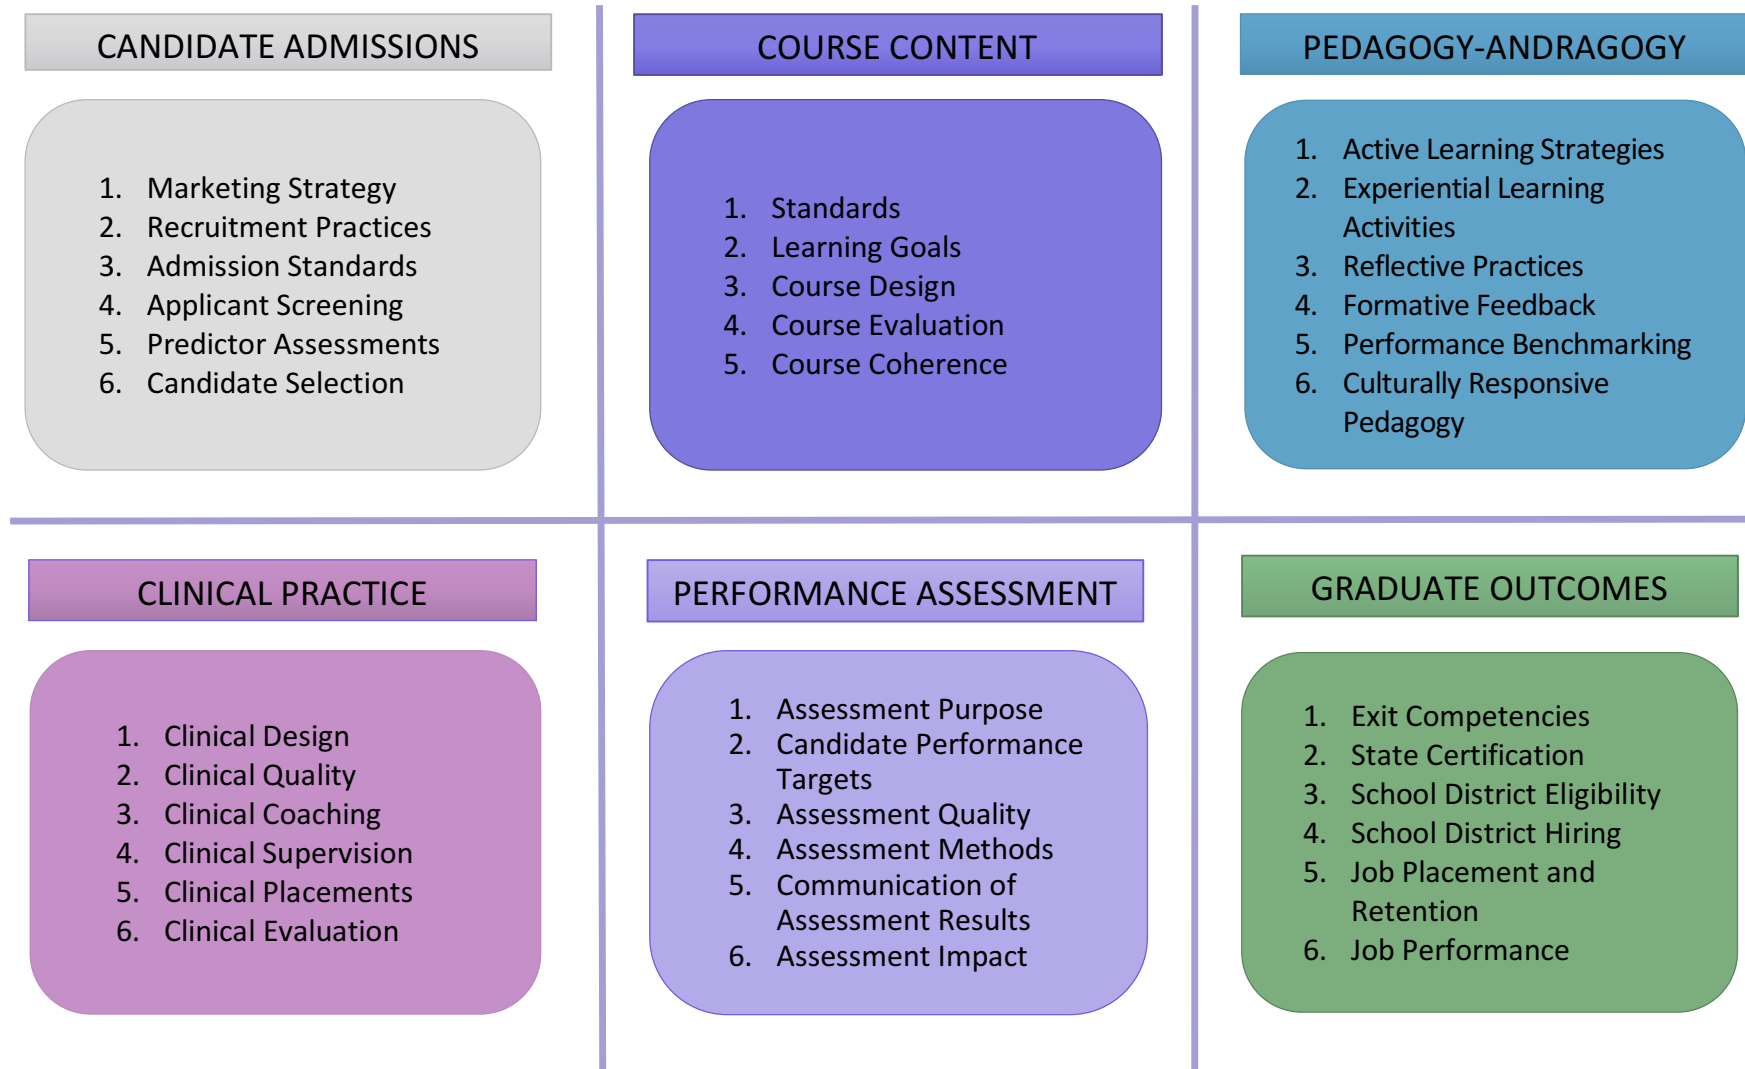 CANDIDATE ADMISSIONS
1. Marketing Strategy
2. Recruitment Practices
3. Admission Standards
4. Applicant Screening
5. Predictor Assessments
6. Candidate Selection
COURSE CONTENT
1. Standards
2. Learning Goals
3. Course Design
4. Course Evaluation
5. Course Coherence
PEDAGOGY-ANDRAGOGY
1. Active Learning Strategies
2. Experiential Learning
Activities
3. Reflective Practices
4. Formative Feedback
5. Performance Benchmarking
6. Culturally Responsive
Pedagogy
CLINICAL PRACTICE
1. Clinical Design
2. Clinical Quality
3. Clinical Coaching
4. Clinical Supervision
5. Clinical Placements
6. Clinical Evaluation
PERFORMANCE ASSESSMENT
1. Assessment Purpose
2. Candidate Performance
Targets
3. Assessment Quality
4. Assessment Methods
5. Communication of
Assessment Results
6. Assessment Impact
GRADUATE OUTCOMES
1. Exit Competencies
2. State Certification
3. School District Eligibility
4. School District Hiring
5. Job Placement and
Retention
6. Job Performance